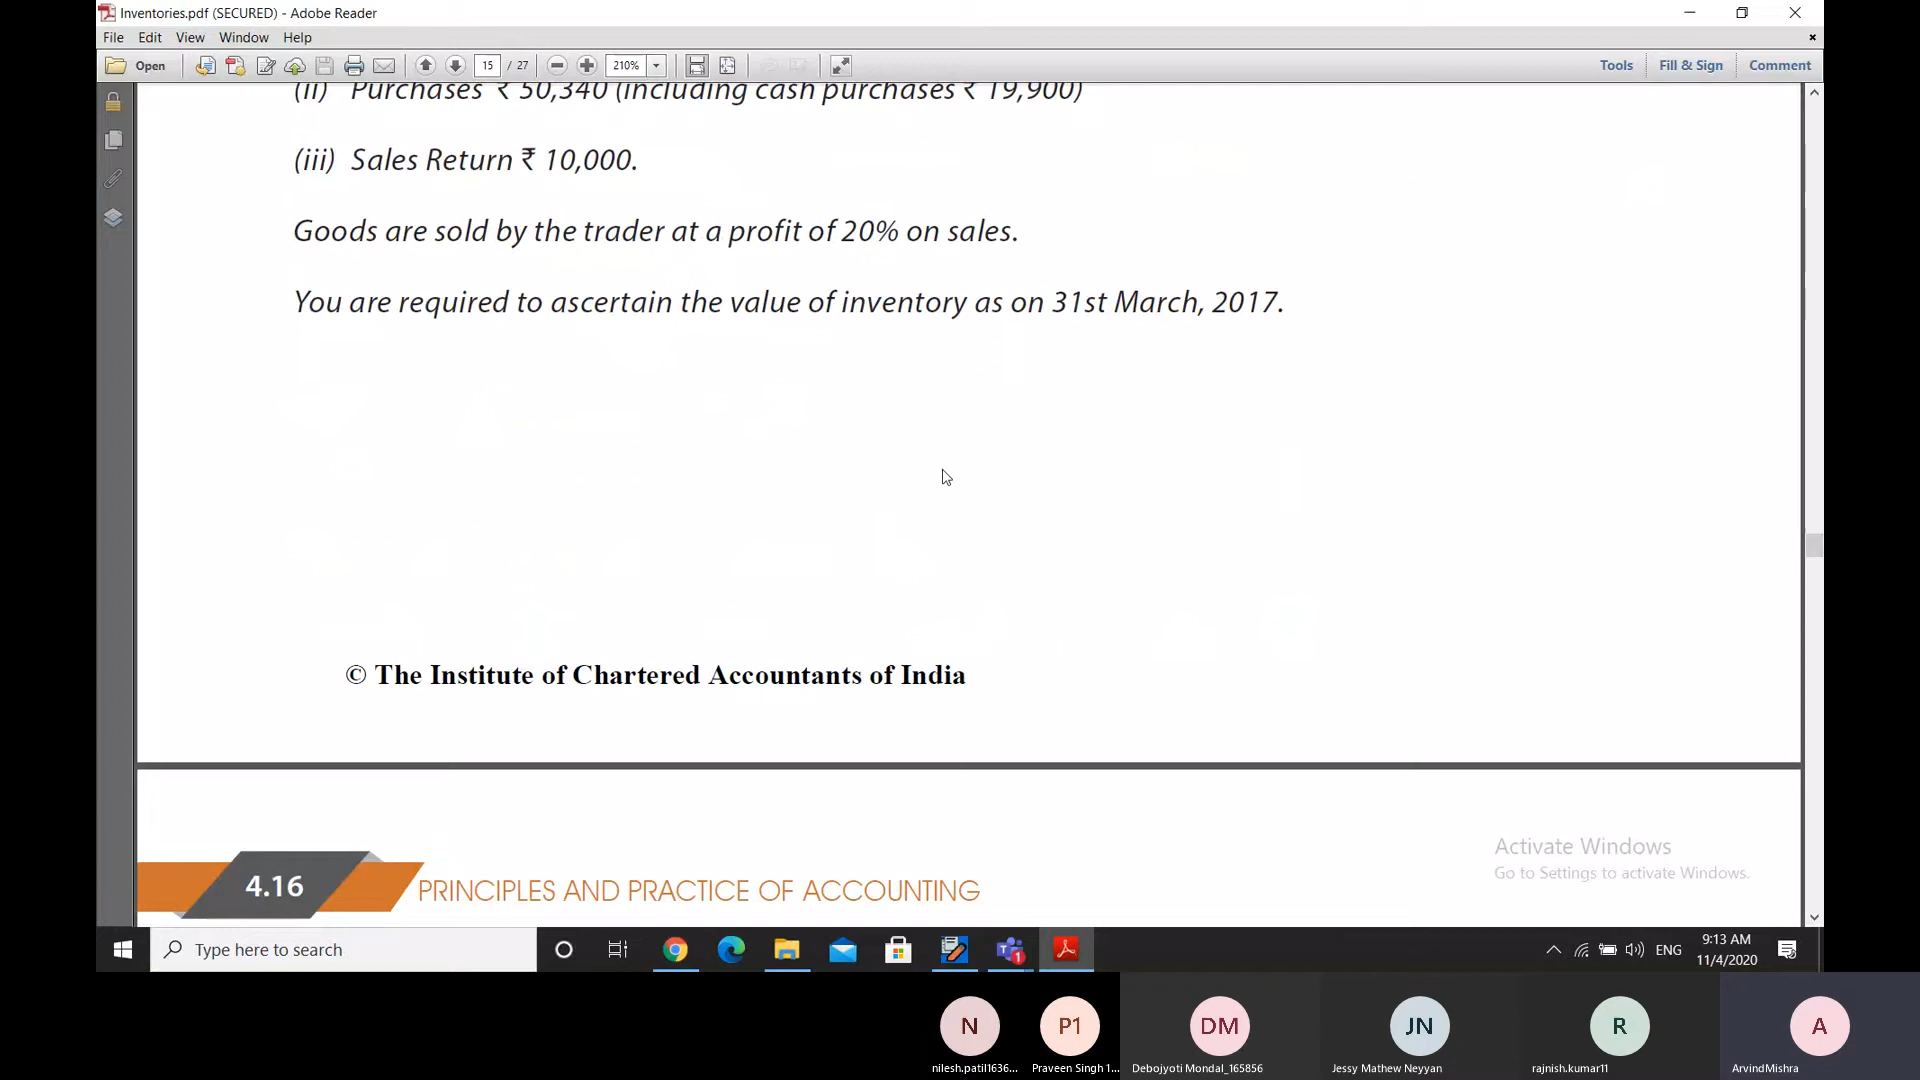 Inventories.pdf (SECURED) - Adobe Reader
File Edit View Window Help
Open 15 / 27 210% Tools Fill & Sign Comment
(ii) Purchases ₹ 50,340 (including cash purchases ₹ 19,900)
(iii) Sales Return ₹ 10,000.
Goods are sold by the trader at a profit of 20% on sales.
You are required to ascertain the value of inventory as on 31st March, 2017.
© The Institute of Chartered Accountants of India
4.16 PRINCIPLES AND PRACTICE OF ACCOUNTING
Activate Windows
Go to Settings to activate Windows.
Type here to search
1
ENG
9:13 AM
11/4/2020
N P1 DM JN R A
nilesh.patil1636... Praveen Singh 1... Debojyoti Mondal_165856 Jessy Mathew Neyyan rajnish.kumar11 ArvindMishra